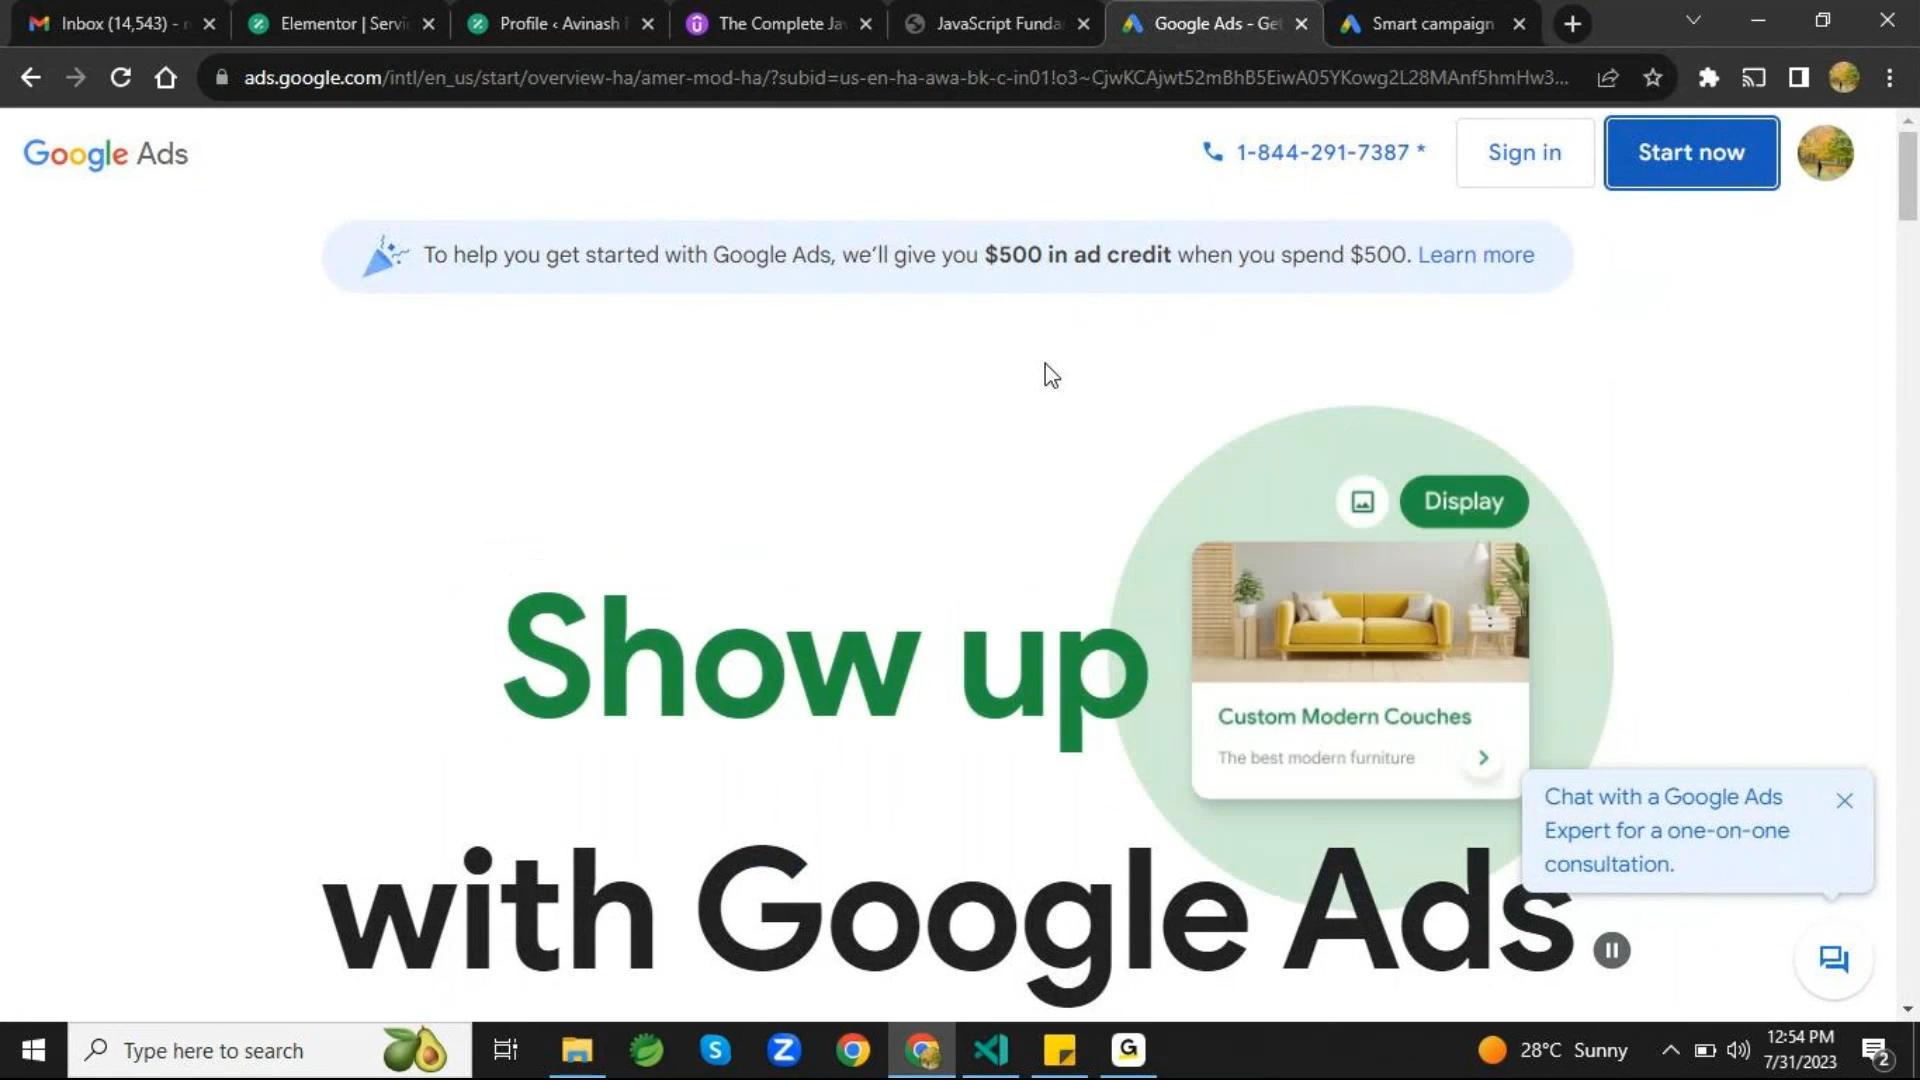 Inbox (14,543) -
Elementor | Servi
Profile ‹ Avinash
The Complete Ja
JavaScript Funda
Google Ads - Get
Smart campaign
ads.google.com/intl/en_us/start/overview-ha/amer-mod-ha/?subid=us-en-ha-awa-bk-c-in01!o3~CjwKCAjwt52mBhB5EiwA05YKowg2L28MAnf5hmHw3...
Google Ads
1-844-291-7387 *
Sign in
Start now
To help you get started with Google Ads, we'll give you $500 in ad credit when you spend $500. Learn more
Display
Show up
Custom Modern Couches
The best modern furniture
Chat with a Google Ads
Expert for a one-on-one
consultation.
with Google Ads.
Type here to search
28°C Sunny
12:54 PM
7/31/2023
2